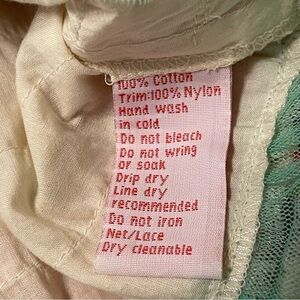 100% Cotton
Trim:100% Nylon
Hand wash
in cold
Do not bleach
Do not wring
or soak
Drip dry
Line dry
recommended
Do not iron
Net/Lace
Dry cleanable